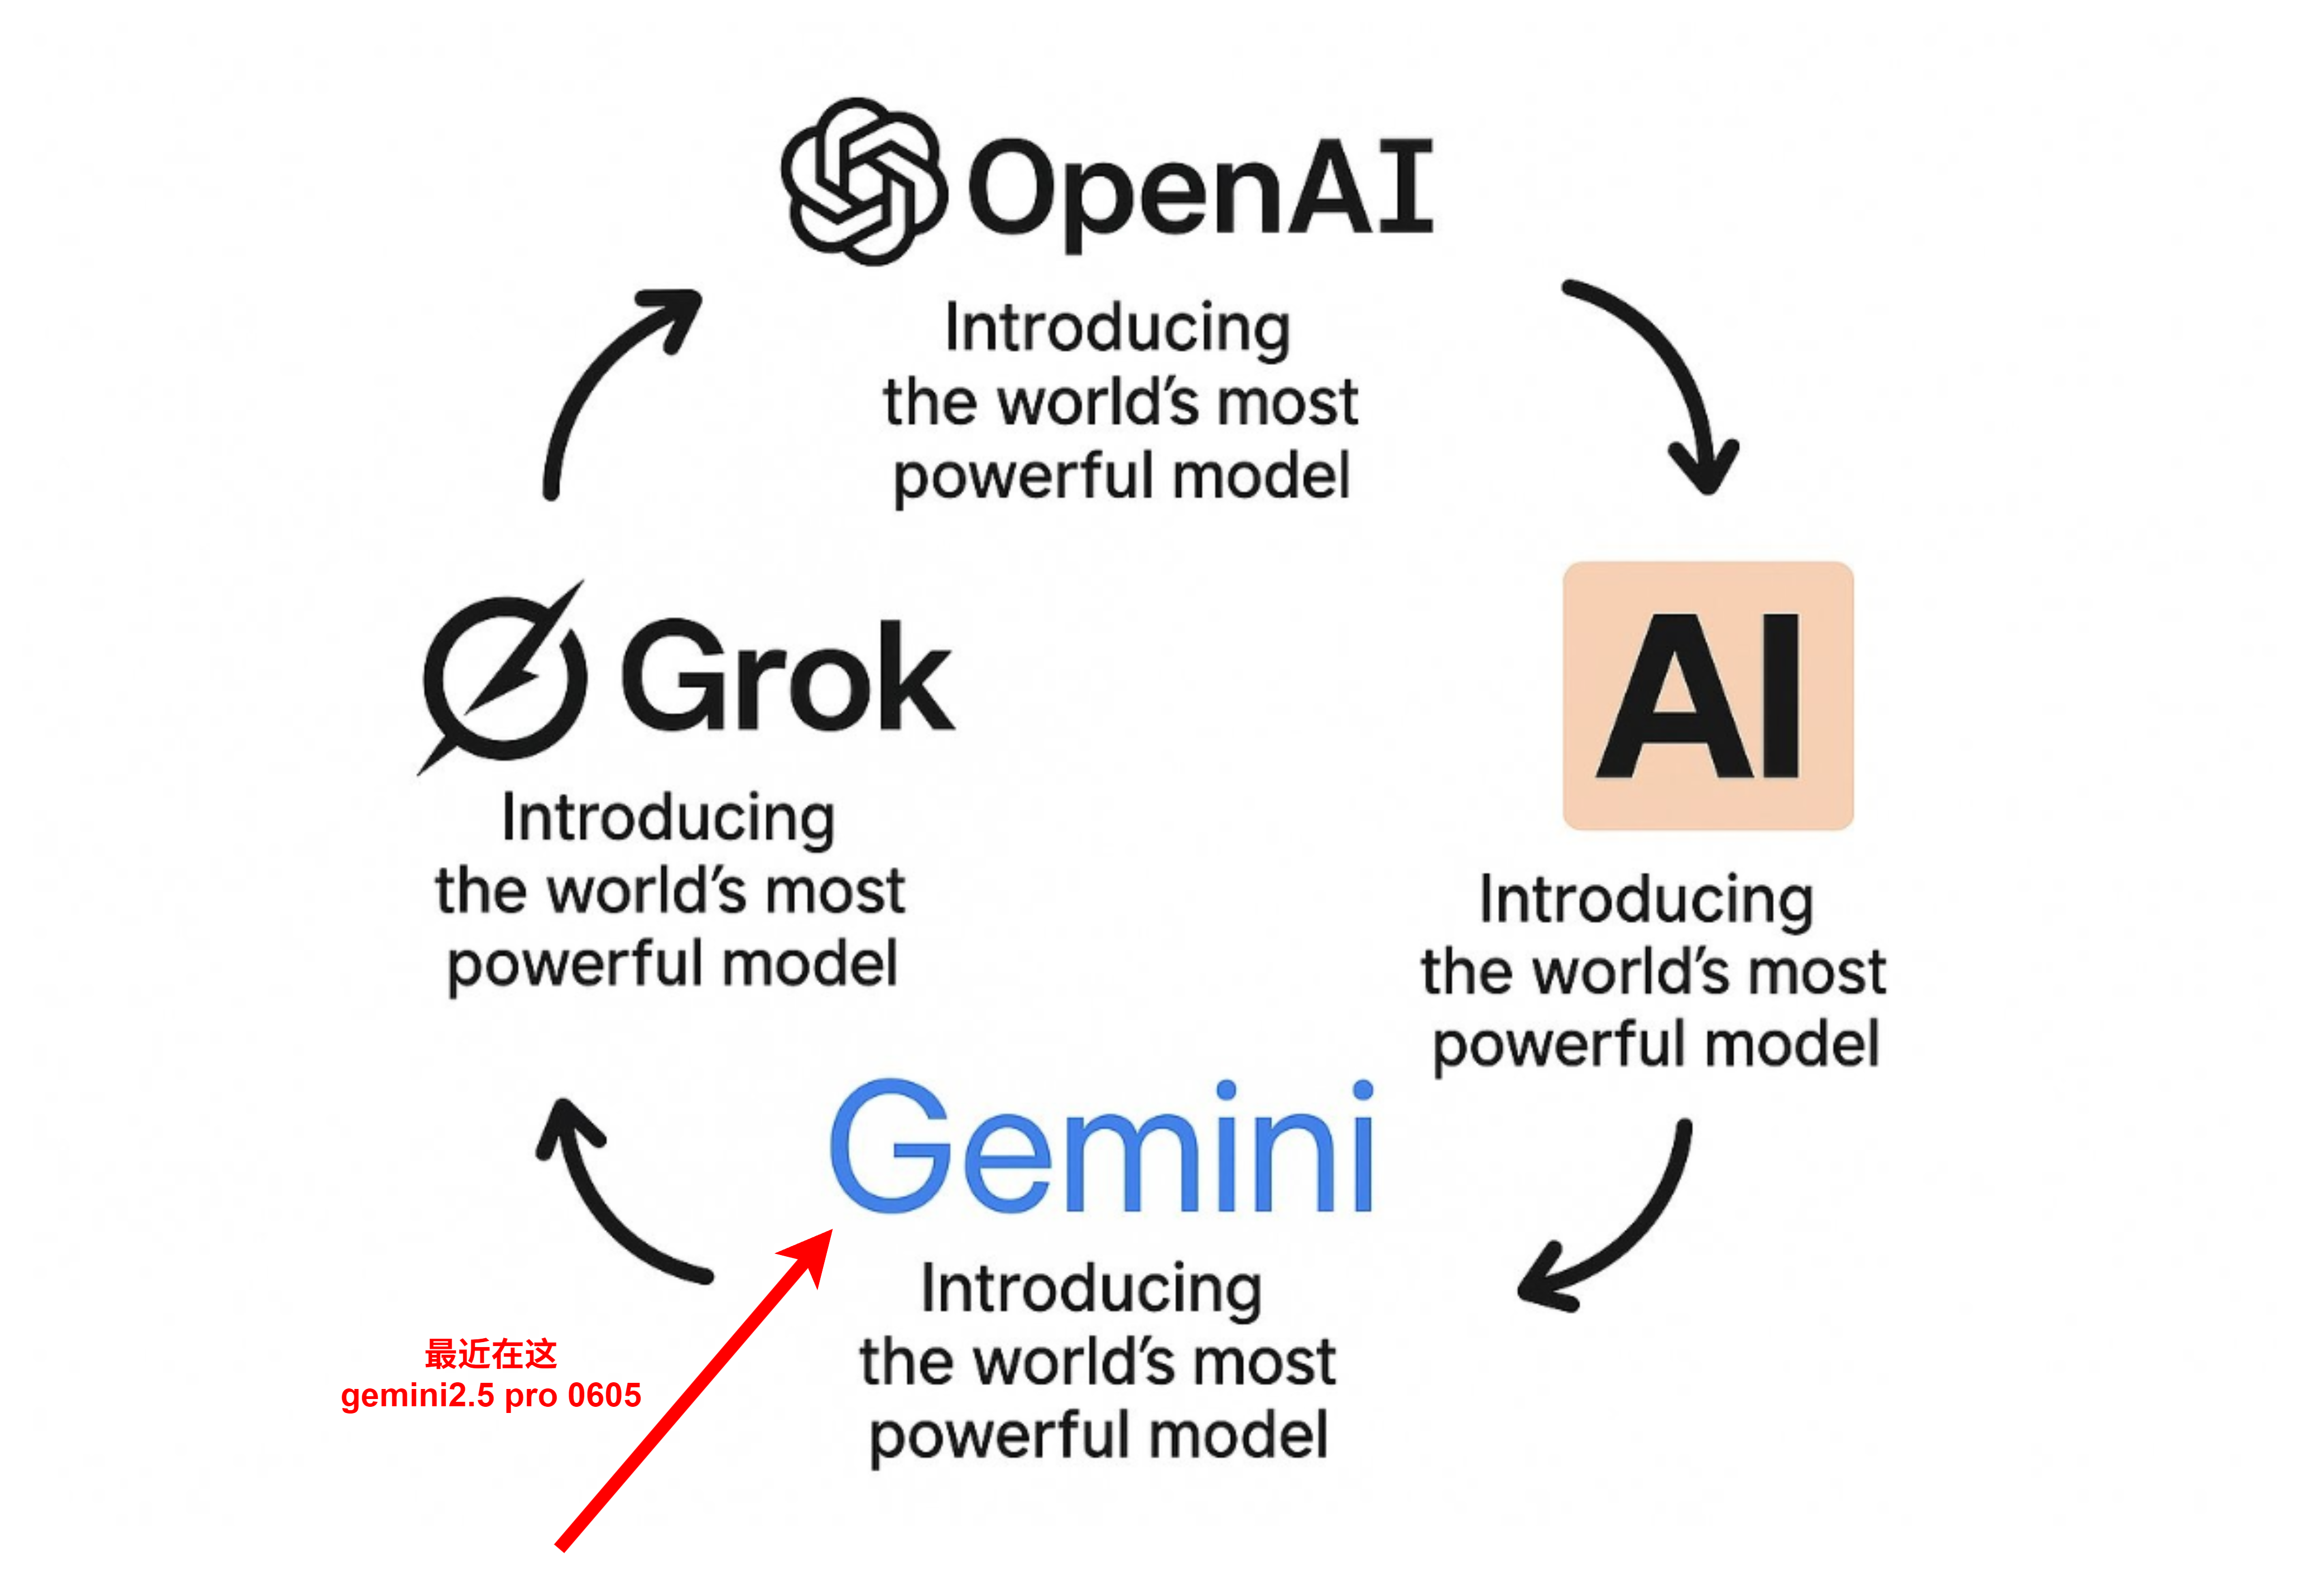 OpenAI
Introducing
the world's most
powerful model
AI
Introducing
the world's most
powerful model
Gemini
Introducing
the world's most
powerful model
Grok
Introducing
the world's most
powerful model
最近在这
gemini2.5 pro 0605